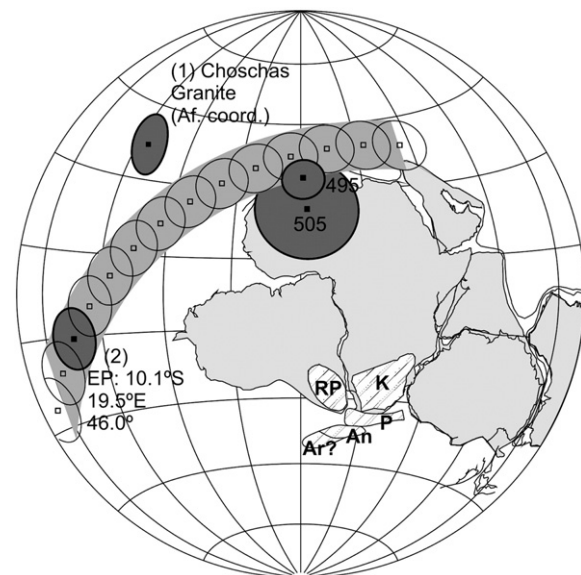 (1) Choschas
Granite
(Af. coord.)
495
505
(2)
EP: 10.1ºS
19.5ºE
46.0º
RP
K
P
An
Ar?